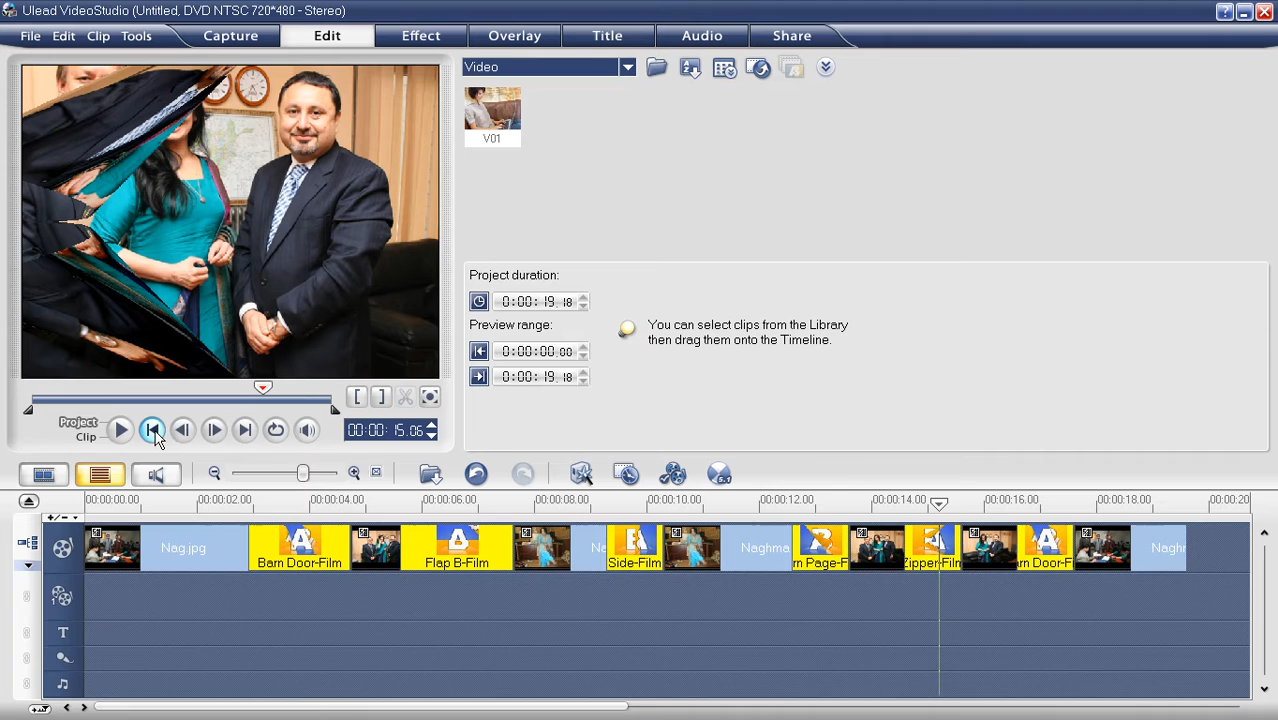 Ulead VideoStudio (Untitled, DVD NTSC 720*480 - Stereo)
File Edit Clip Tools Capture Edit Effect Overlay Title Audio Share
Video
V01
Project duration:
0:00:19.18
Preview range:
0:00:00.00
0:00:19.18
You can select clips from the Library
then drag them onto the Timeline.
Project
Clip
00:00:15.06
5.1
00:00:00.00 00:00:02.00 00:00:04.00 00:00:06.00 00:00:08.00 00:00:10.00 00:00:12.00 00:00:14.00 00:00:16.00 00:00:18.00 00:00:20
+/-
Nag.jpg Na Naghma Naghr
Barn Door-Film Flap B-Film Side-Film rn Page-F Zipper-Film rn Door-F
T